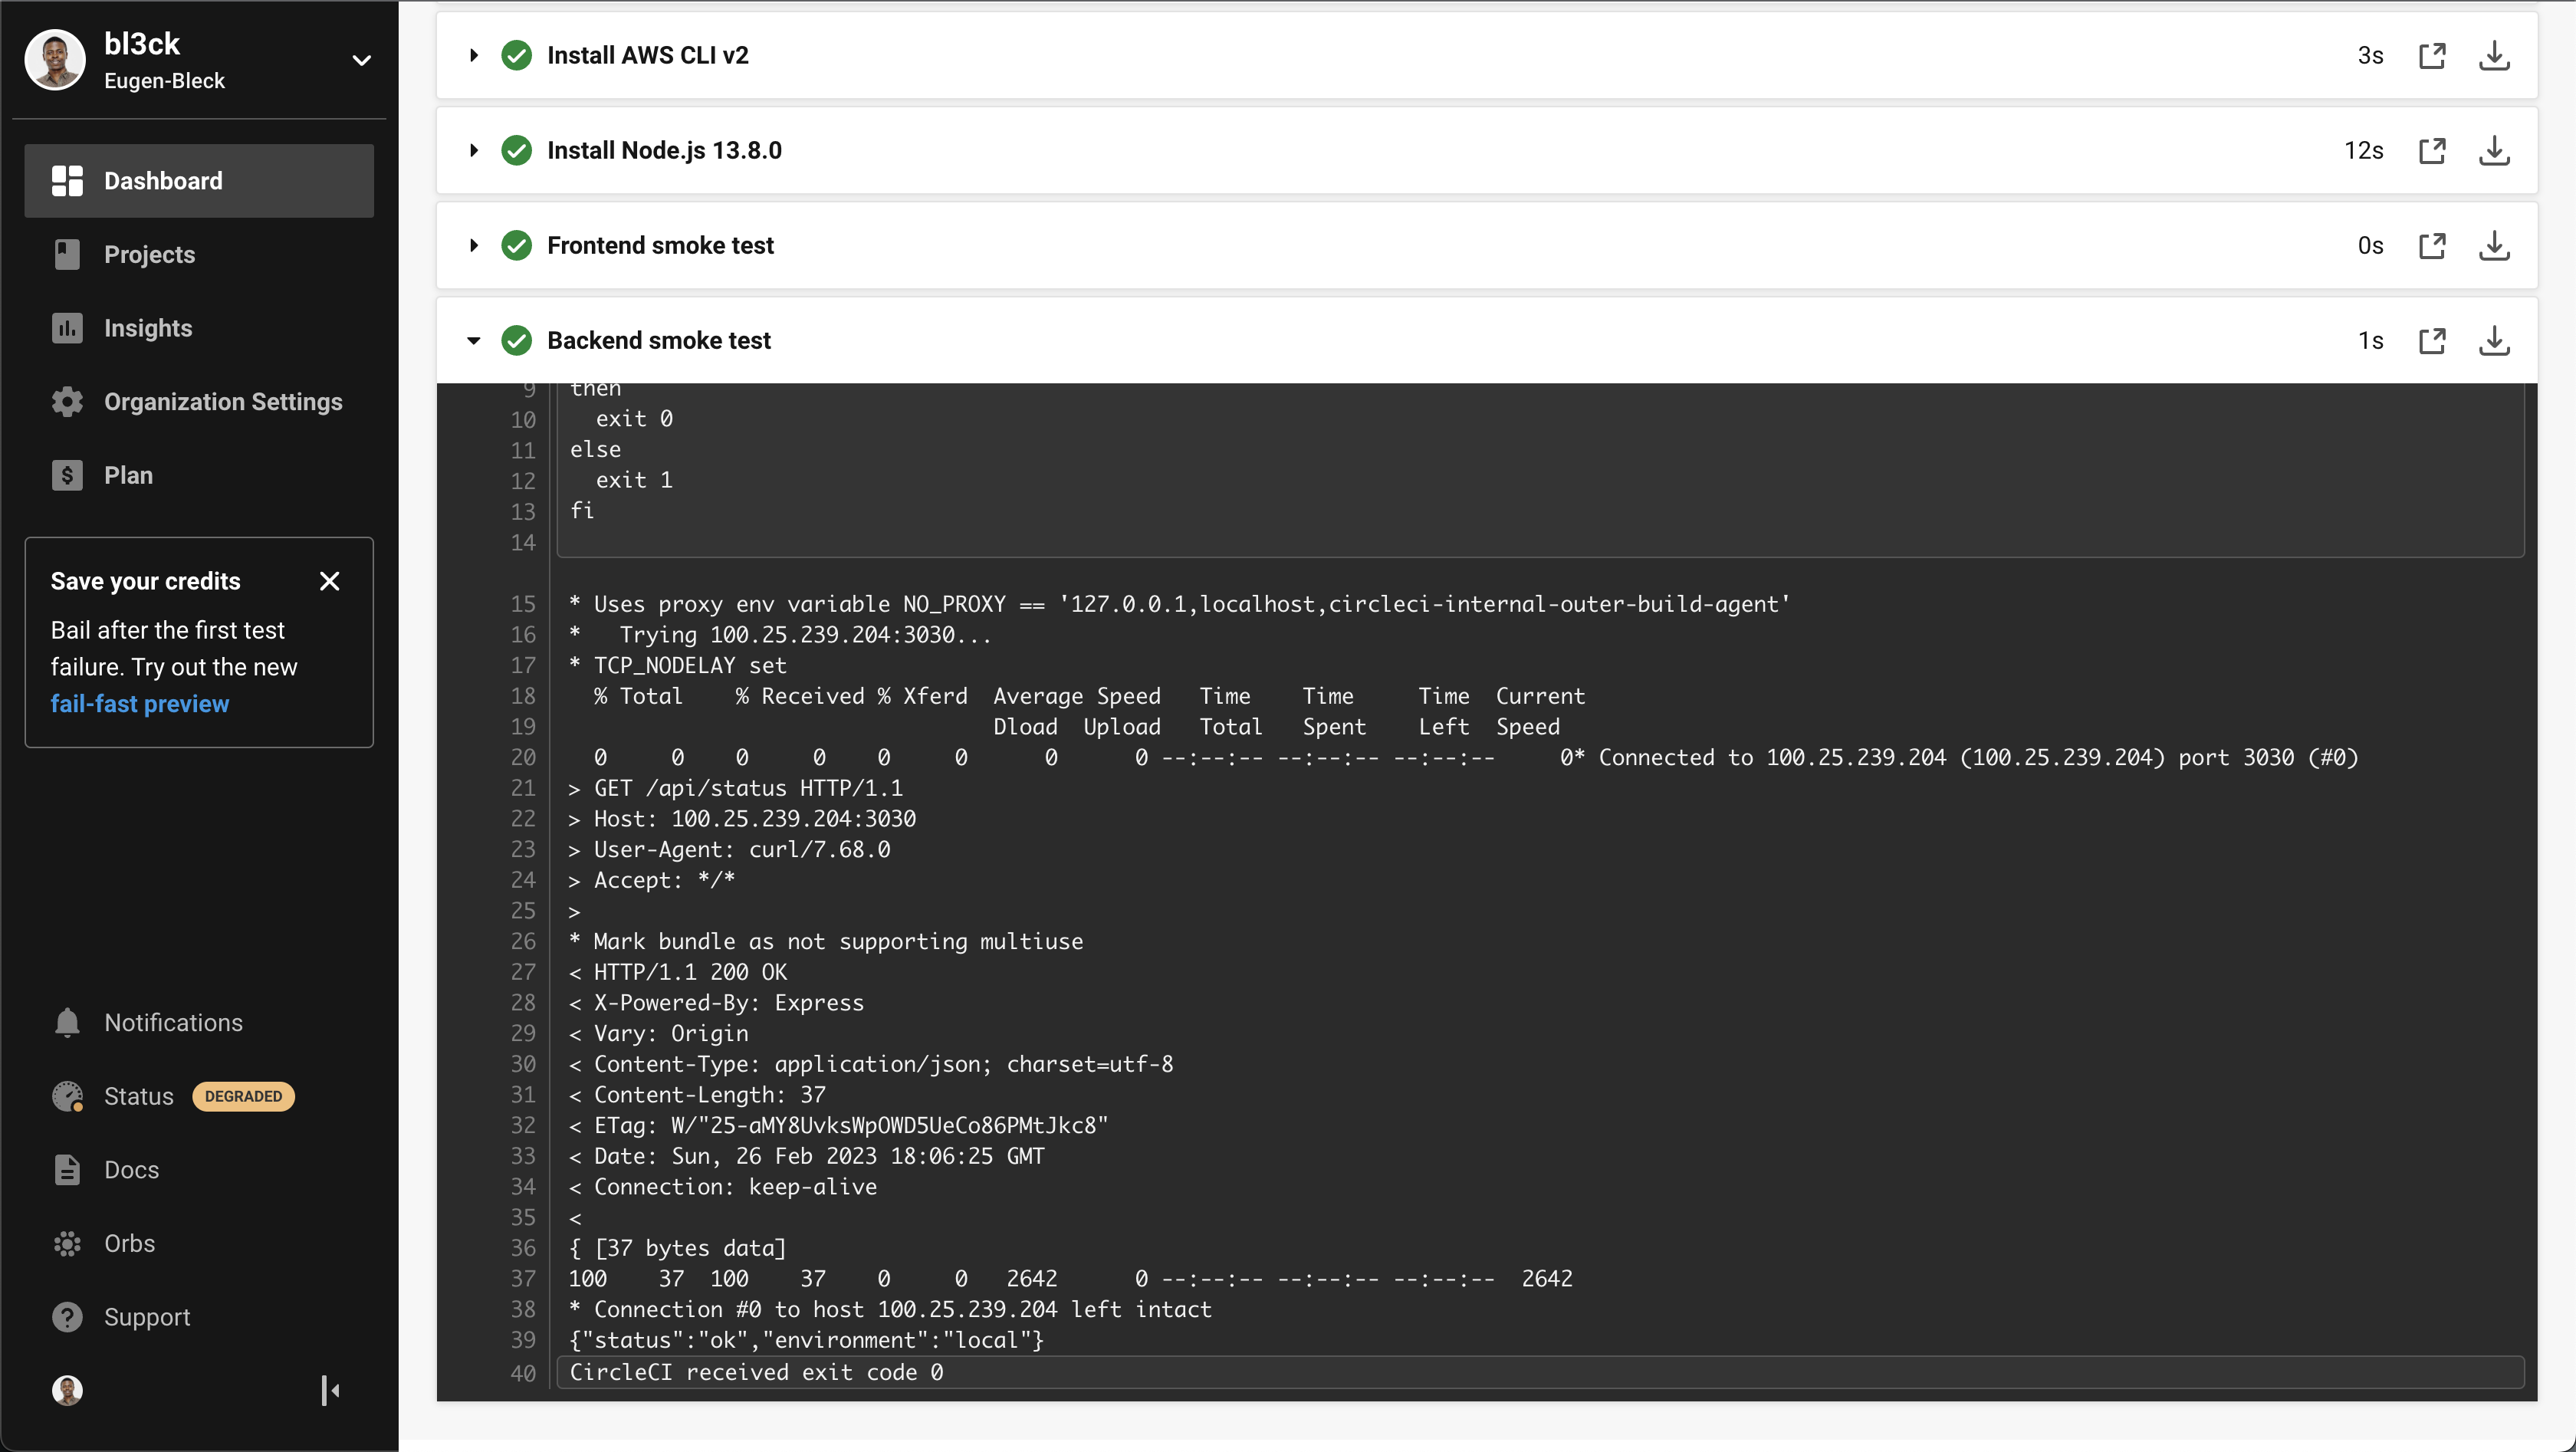 bl3ck
Eugen-Bleck
Dashboard
Projects
Insights
Organization Settings
Plan
Save your credits
Bail after the first test
failure. Try out the new
fail-fast preview
Notifications
Status DEGRADED
Docs
Orbs
Support
Install AWS CLI v2 3s
Install Node.js 13.8.0 12s
Frontend smoke test 0s
Backend smoke test 1s
9 then
10   exit 0
11 else
12   exit 1
13 fi
14
15 * Uses proxy env variable NO_PROXY == '127.0.0.1,localhost,circleci-internal-outer-build-agent'
16 *   Trying 100.25.239.204:3030...
17 * TCP_NODELAY set
18   % Total    % Received % Xferd  Average Speed   Time    Time     Time  Current
19                                  Dload  Upload   Total   Spent    Left  Speed
20   0     0    0     0    0     0      0      0 --:--:-- --:--:-- --:--:--     0* Connected to 100.25.239.204 (100.25.239.204) port 3030 (#0)
21 > GET /api/status HTTP/1.1
22 > Host: 100.25.239.204:3030
23 > User-Agent: curl/7.68.0
24 > Accept: */*
25 >
26 * Mark bundle as not supporting multiuse
27 < HTTP/1.1 200 OK
28 < X-Powered-By: Express
29 < Vary: Origin
30 < Content-Type: application/json; charset=utf-8
31 < Content-Length: 37
32 < ETag: W/"25-aMY8UvksWpOWD5UeCo86PMtJkc8"
33 < Date: Sun, 26 Feb 2023 18:06:25 GMT
34 < Connection: keep-alive
35 <
36 { [37 bytes data]
37 100    37  100    37    0     0   2642      0 --:--:-- --:--:-- --:--:--  2642
38 * Connection #0 to host 100.25.239.204 left intact
39 {"status":"ok","environment":"local"}
40 CircleCI received exit code 0